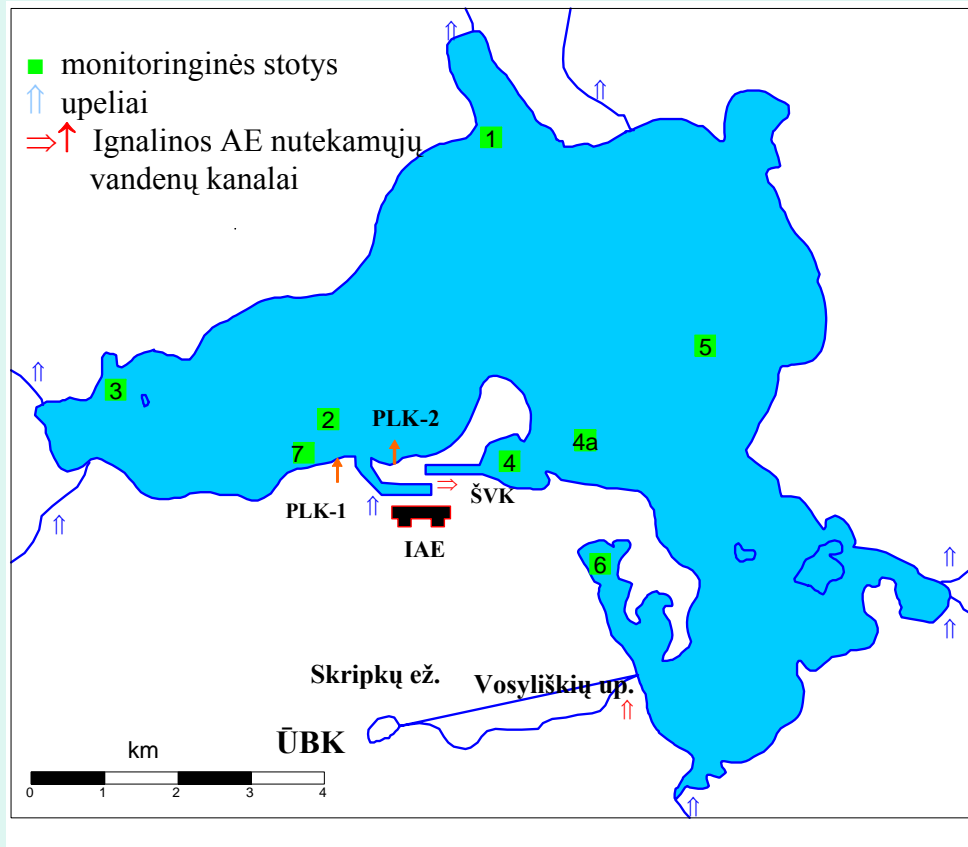 monitoringinės stotys
upeliai
Ignalinos AE nutekamųjų
vandenų kanalai
1
5
3
2
PLK-2
7
4a
4
ŠVK
PLK-1
IAE
6
Skripkų ež.
Vosyliškių up.
ŪBK
km
0 1 2 3 4